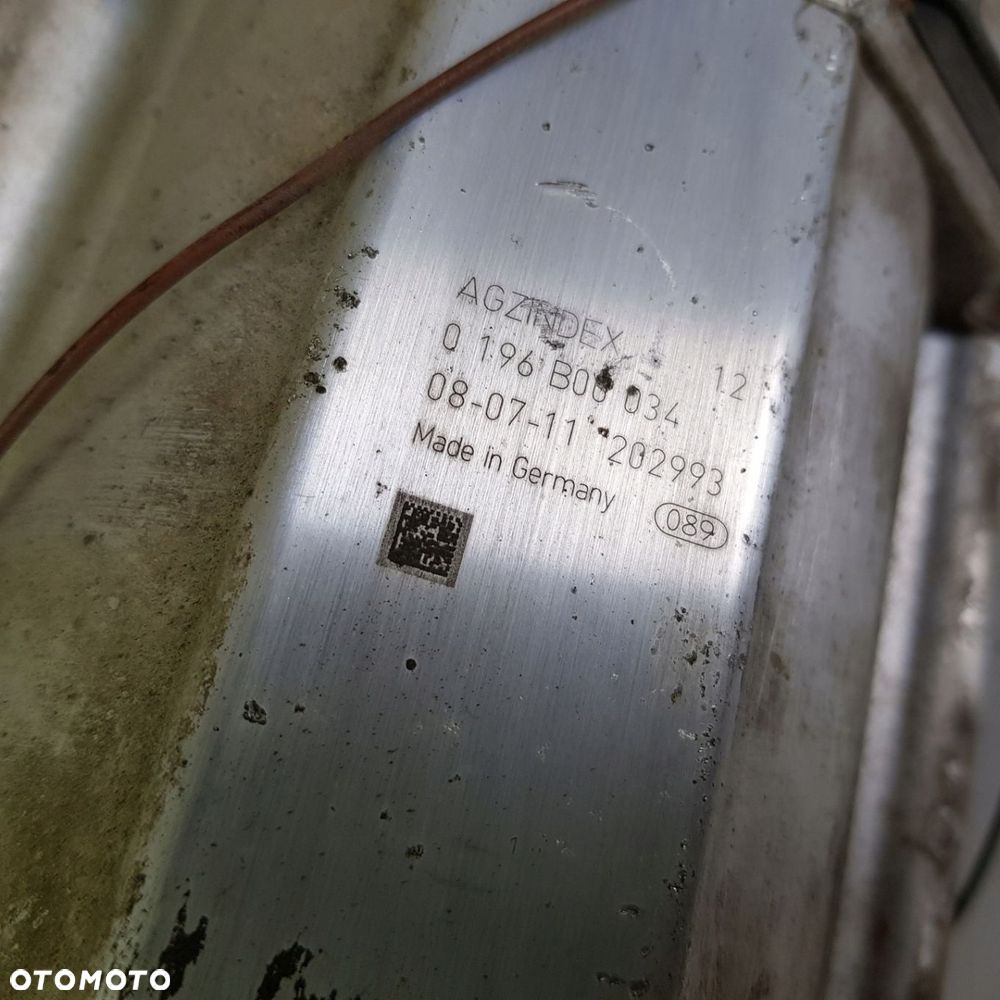 AGZINDEX 12
0 196 B00 034
08-07-11 202993
Made in Germany
089
OTOMOTO